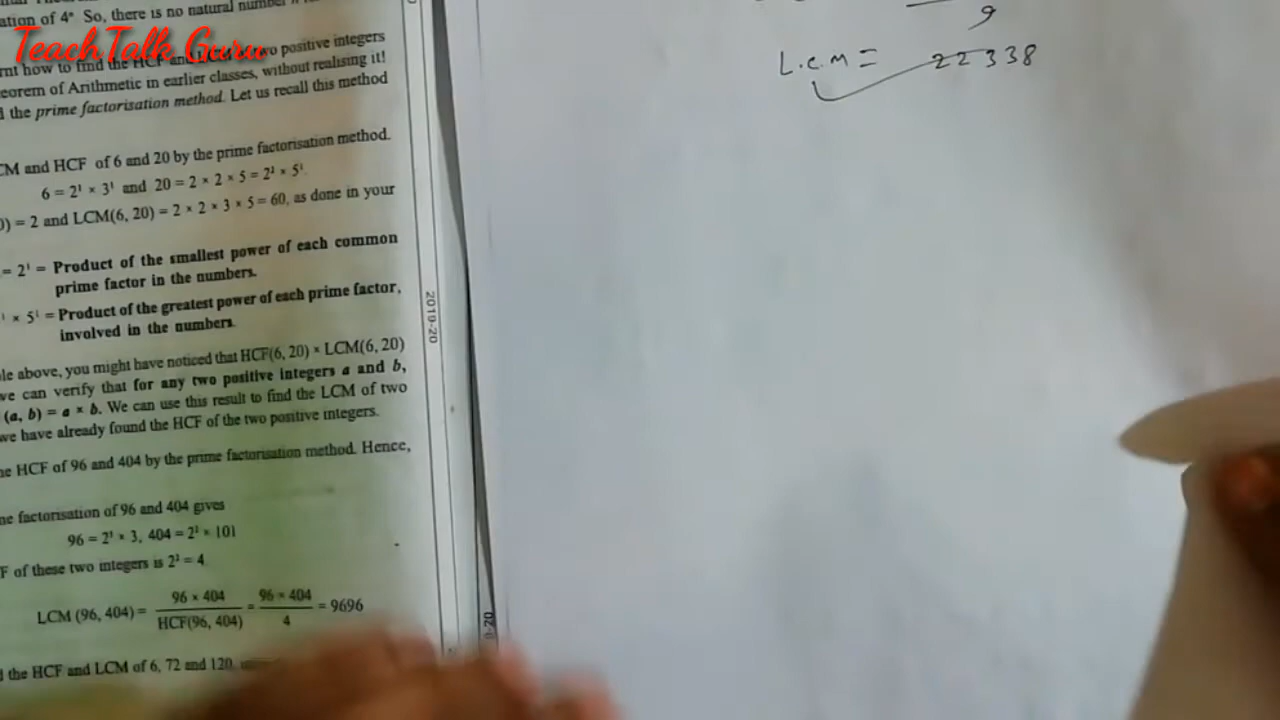 ation of 4ⁿ So, there is no natural number n
TeachTalk Guru
rnt how to find the HCF and LCM of two positive integers
eorem of Arithmetic in earlier classes, without realising it!
the prime factorisation method. Let us recall this method
CM and HCF of 6 and 20 by the prime factorisation method.
6 = 2¹ × 3¹ and 20 = 2 × 2 × 5 = 2² × 5¹.
0) = 2 and LCM(6, 20) = 2 × 2 × 3 × 5 = 60, as done in your
= 2¹ = Product of the smallest power of each common
prime factor in the numbers.
¹ × 5¹ = Product of the greatest power of each prime factor,
involved in the numbers.
le above, you might have noticed that HCF(6, 20) × LCM(6, 20)
we can verify that for any two positive integers a and b,
(a, b) = a × b. We can use this result to find the LCM of two
we have already found the HCF of the two positive integers.
he HCF of 96 and 404 by the prime factorisation method. Hence,
me factorisation of 96 and 404 gives
96 = 2⁵ × 3, 404 = 2² × 101
F of these two integers is 2² = 4
LCM (96, 404) = 96 × 404 / HCF(96, 404) = 96 × 404 / 4 = 9696
d the HCF and LCM of 6, 72 and 120,
2019-20
-20
9
L.C.M = 22338